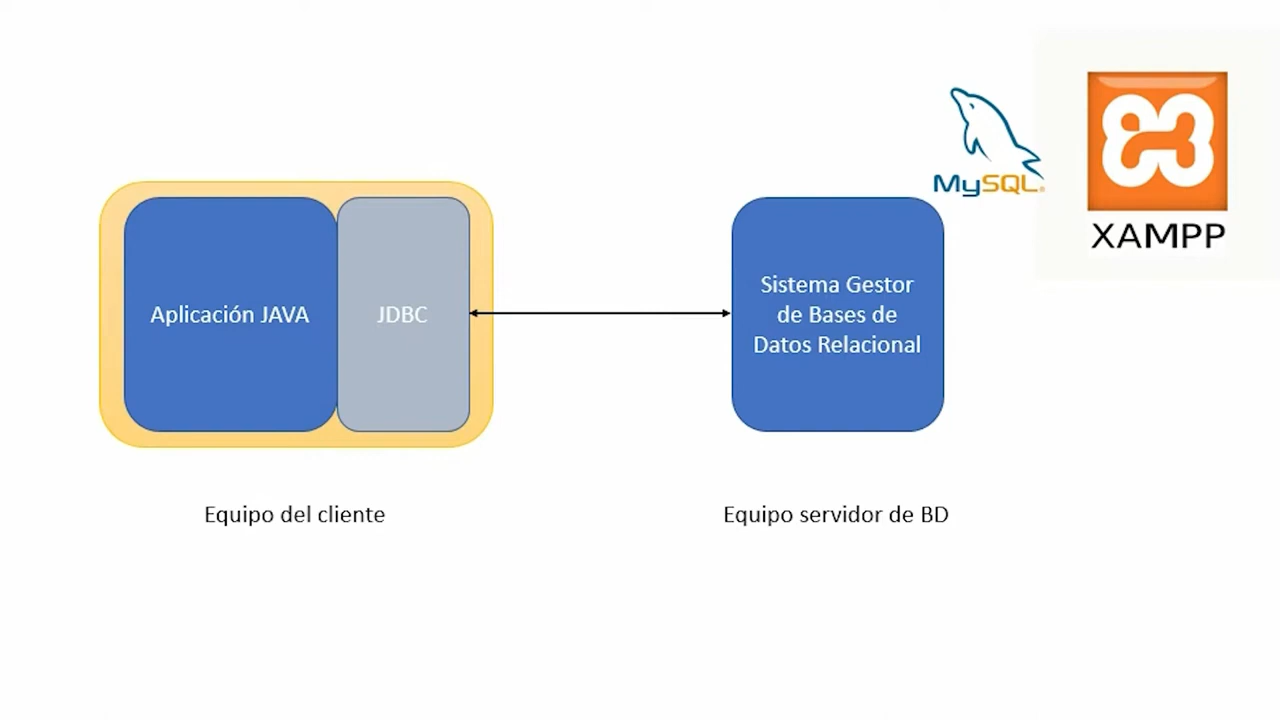 MySQL®
XAMPP
Aplicación JAVA
JDBC
Sistema Gestor
de Bases de
Datos Relacional
Equipo del cliente
Equipo servidor de BD